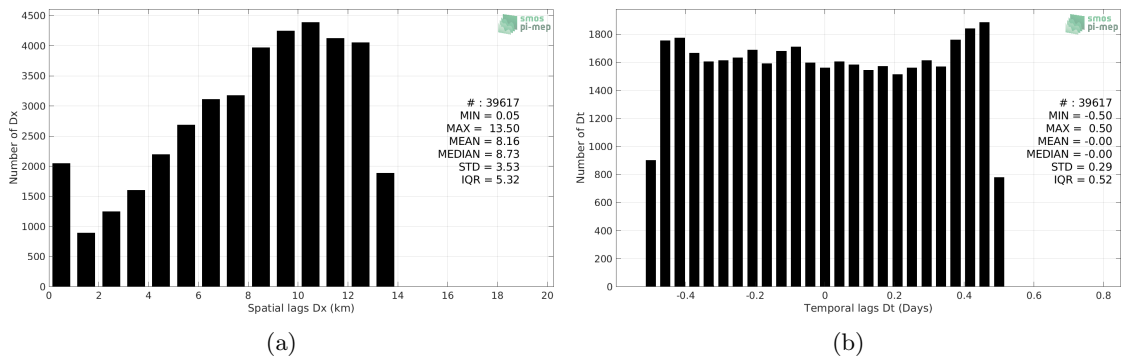 smos
pi-mep
4500
4000
3500
3000
2500
2000
1500
1000
500
0
Number of Dx
# : 39617
MIN = 0.05
MAX = 13.50
MEAN = 8.16
MEDIAN = 8.73
STD = 3.53
IQR = 5.32
0 2 4 6 8 10 12 14 16 18 20
Spatial lags Dx (km)
(a)
smos
pi-mep
1800
1600
1400
1200
1000
800
600
400
200
0
Number of Dt
# : 39617
MIN = -0.50
MAX = 0.50
MEAN = -0.00
MEDIAN = -0.00
STD = 0.29
IQR = 0.52
-0.4 -0.2 0 0.2 0.4 0.6 0.8
Temporal lags Dt (Days)
(b)